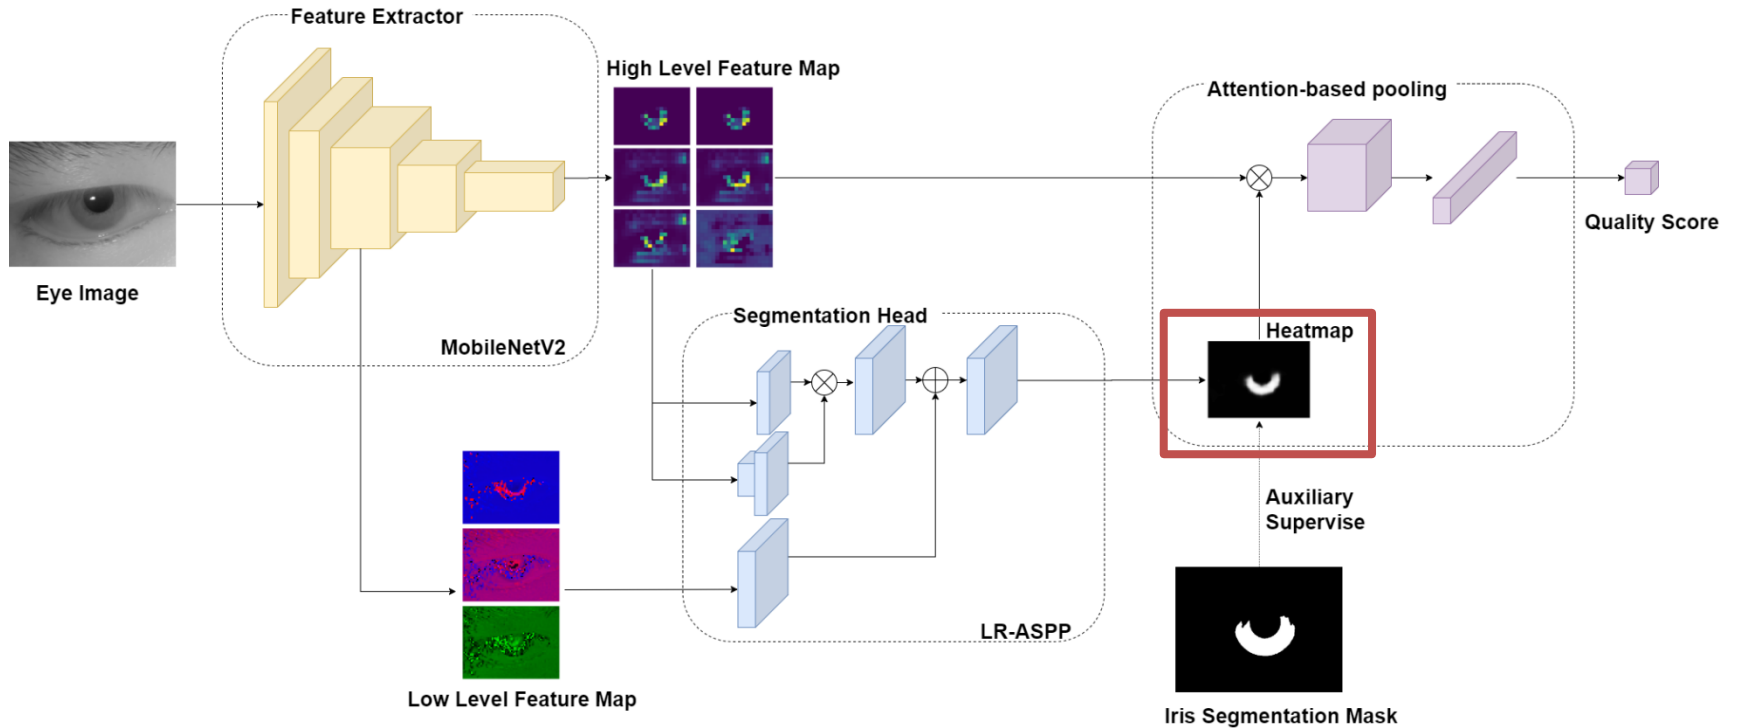 Feature Extractor
High Level Feature Map
Attention-based pooling
Eye Image
MobileNetV2
Quality Score
Segmentation Head
Heatmap
Auxiliary
Supervise
LR-ASPP
Low Level Feature Map
Iris Segmentation Mask